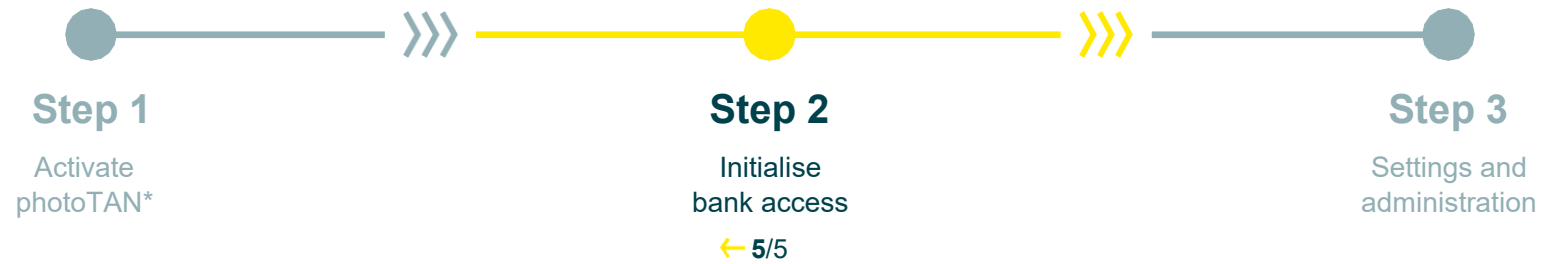 Step 1
Activate
photoTAN*
Step 2
Initialise
bank access
5/5
Step 3
Settings and
administration